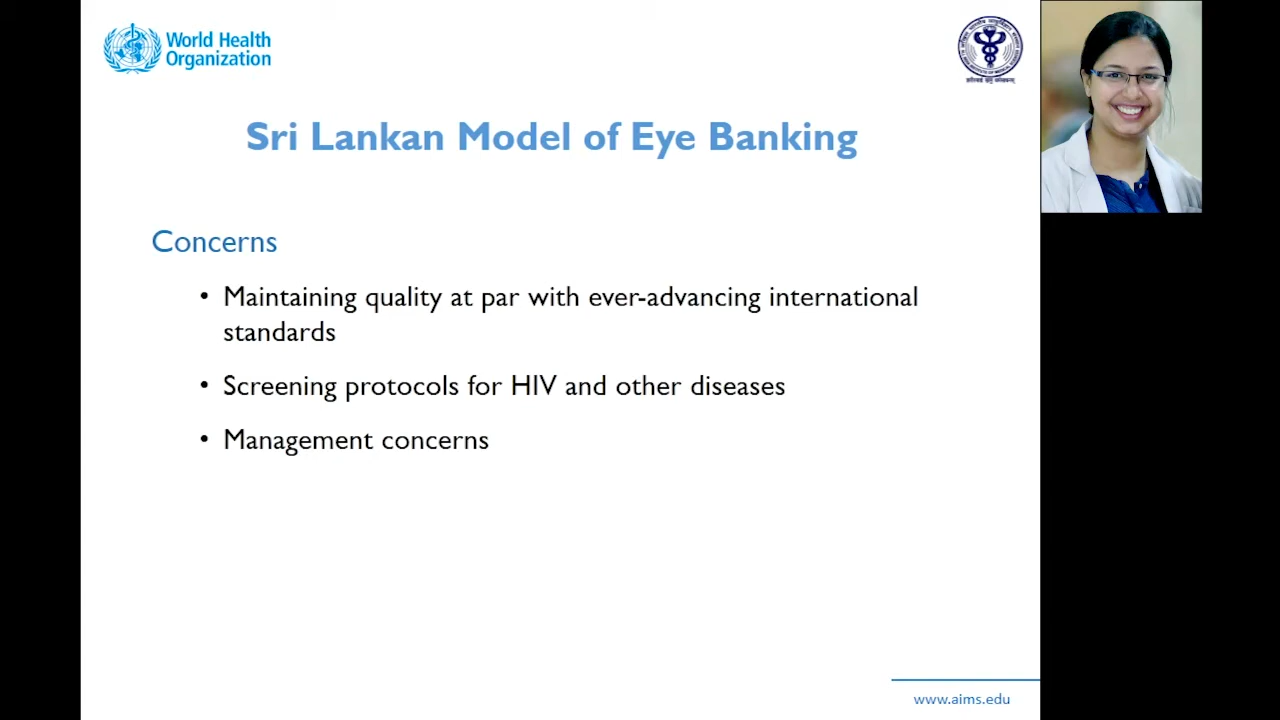 World Health
Organization
Sri Lankan Model of Eye Banking
Concerns
• Maintaining quality at par with ever-advancing international
standards
• Screening protocols for HIV and other diseases
• Management concerns
www.aims.edu